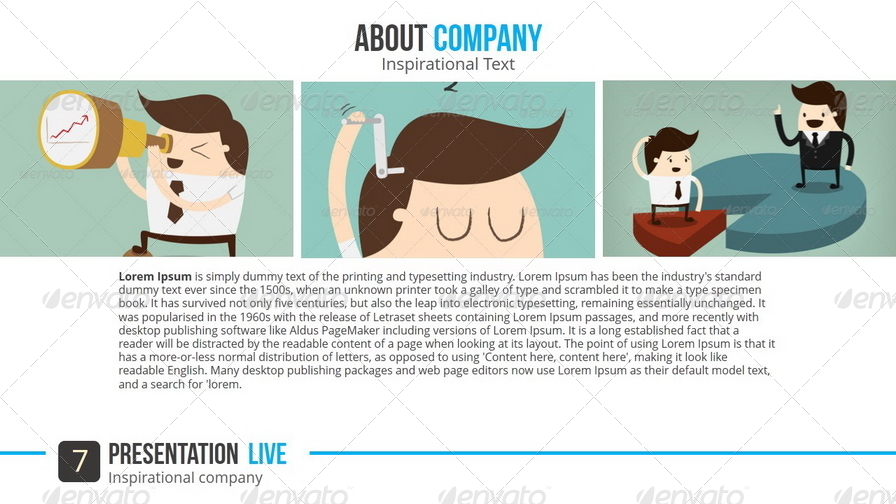 ABOUT COMPANY
Inspirational Text
Lorem Ipsum is simply dummy text of the printing and typesetting industry. Lorem Ipsum has been the industry's standard
dummy text ever since the 1500s, when an unknown printer took a galley of type and scrambled it to make a type specimen
book. It has survived not only five centuries, but also the leap into electronic typesetting, remaining essentially unchanged. It
was popularised in the 1960s with the release of Letraset sheets containing Lorem Ipsum passages, and more recently with
desktop publishing software like Aldus PageMaker including versions of Lorem Ipsum. It is a long established fact that a
reader will be distracted by the readable content of a page when looking at its layout. The point of using Lorem Ipsum is that it
has a more-or-less normal distribution of letters, as opposed to using 'Content here, content here', making it look like
readable English. Many desktop publishing packages and web page editors now use Lorem Ipsum as their default model text,
and a search for 'lorem.
7 PRESENTATION LIVE
Inspirational company
envato